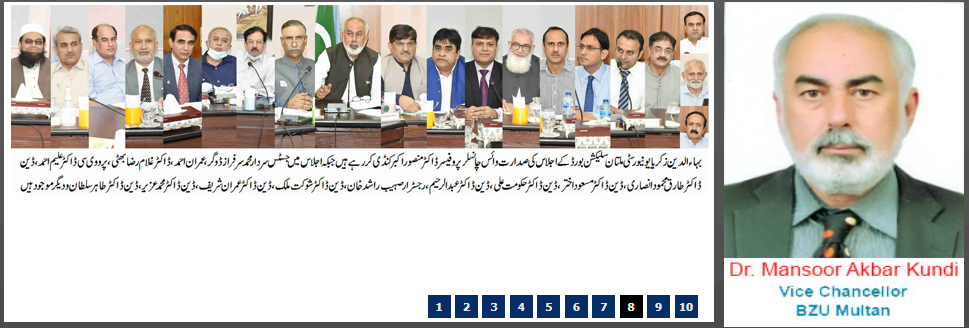 بہاءالدین زکریا یونیورسٹی ملتان سلیکشن بورڈ کے اجلاس کی صدارت وائس چانسلر پروفیسر ڈاکٹر منصور اکبر کنڈی کر رہے ہیں جبکہ اجلاس میں جسٹس سردار محمد سرفراز ڈوگر، عمران احمد، ڈاکٹر غلام رضا بھٹی، پرو وی سی ڈاکٹر علیم احمد، ڈین
ڈاکٹر طارق محمود انصاری، ڈین ڈاکٹر مسعود اختر، ڈین ڈاکٹر حکومت علی، ڈین ڈاکٹر عبدالرحیم، رجسٹرار صہیب راشد خان، ڈین ڈاکٹر شوکت ملک، ڈین ڈاکٹر عمران شریف، ڈین ڈاکٹر محمد عزیر، ڈین ڈاکٹر طاہر سلطان و دیگر موجود ہیں
1 2 3 4 5 6 7 8 9 10
Dr. Mansoor Akbar Kundi
Vice Chancellor
BZU Multan